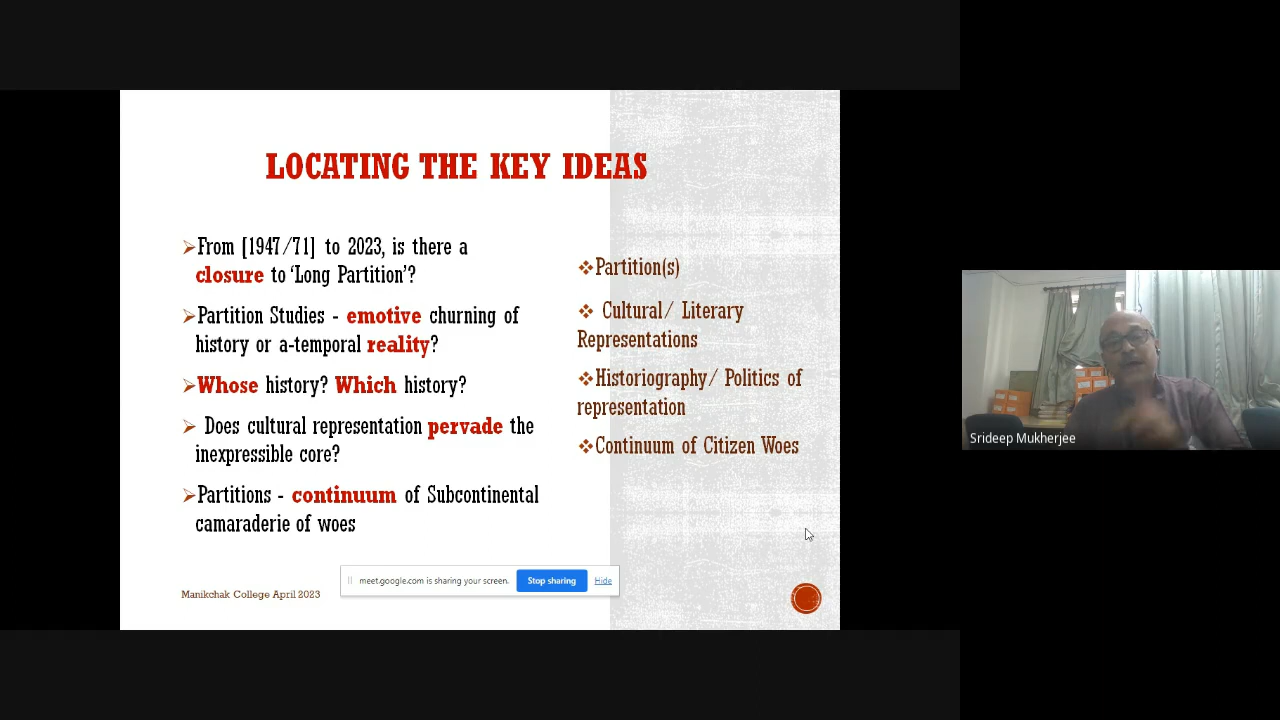 LOCATING THE KEY IDEAS
➢From [1947/71] to 2023, is there a
closure to ‘Long Partition’?
➢Partition Studies - emotive churning of
history or a-temporal reality?
➢Whose history? Which history?
➢ Does cultural representation pervade the
inexpressible core?
➢Partitions - continuum of Subcontinental
camaraderie of woes
❖Partition(s)
❖ Cultural/ Literary
Representations
❖Historiography/ Politics of
representation
❖Continuum of Citizen Woes
meet.google.com is sharing your screen. Stop sharing Hide
Manikchak College April 2023
Srideep Mukherjee